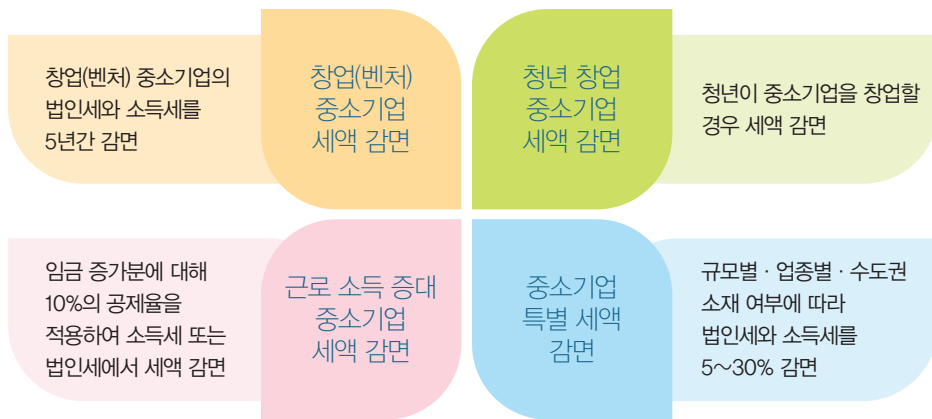 창업(벤처) 중소기업의
법인세와 소득세를
5년간 감면
창업(벤처)
중소기업
세액 감면
청년 창업
중소기업
세액 감면
청년이 중소기업을 창업할
경우 세액 감면
임금 증가분에 대해
10%의 공제율을
적용하여 소득세 또는
법인세에서 세액 감면
근로 소득 증대
중소기업
세액 감면
중소기업
특별 세액
감면
규모별 · 업종별 · 수도권
소재 여부에 따라
법인세와 소득세를
5~30% 감면